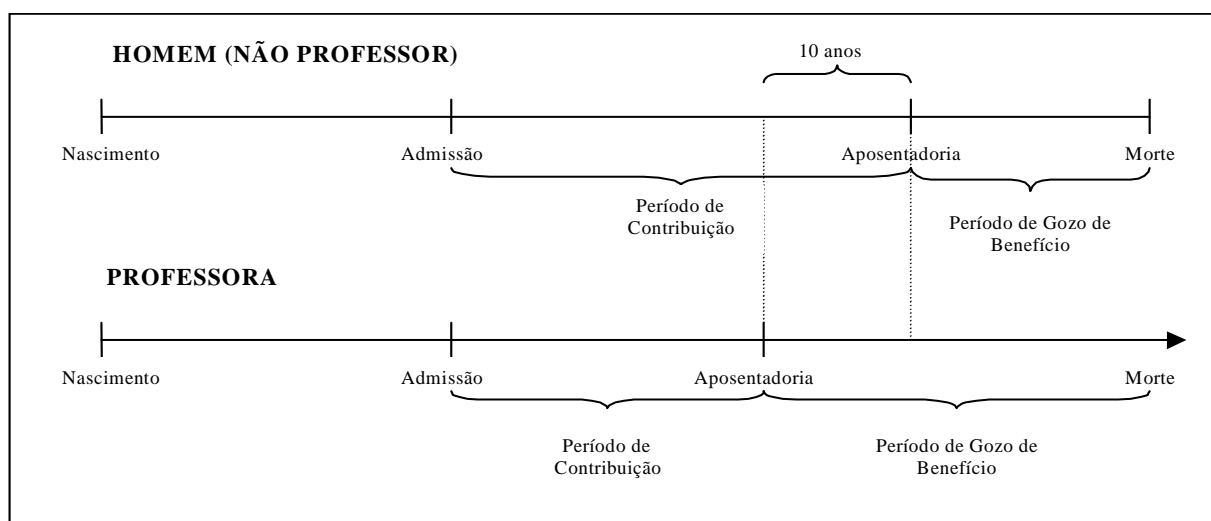 HOMEM (NÃO PROFESSOR)
10 anos
Nascimento
Admissão
Aposentadoria
Morte
Período de
Contribuição
Período de Gozo de
Benefício
PROFESSORA
Nascimento
Admissão
Aposentadoria
Morte
Período de
Contribuição
Período de Gozo de
Benefício